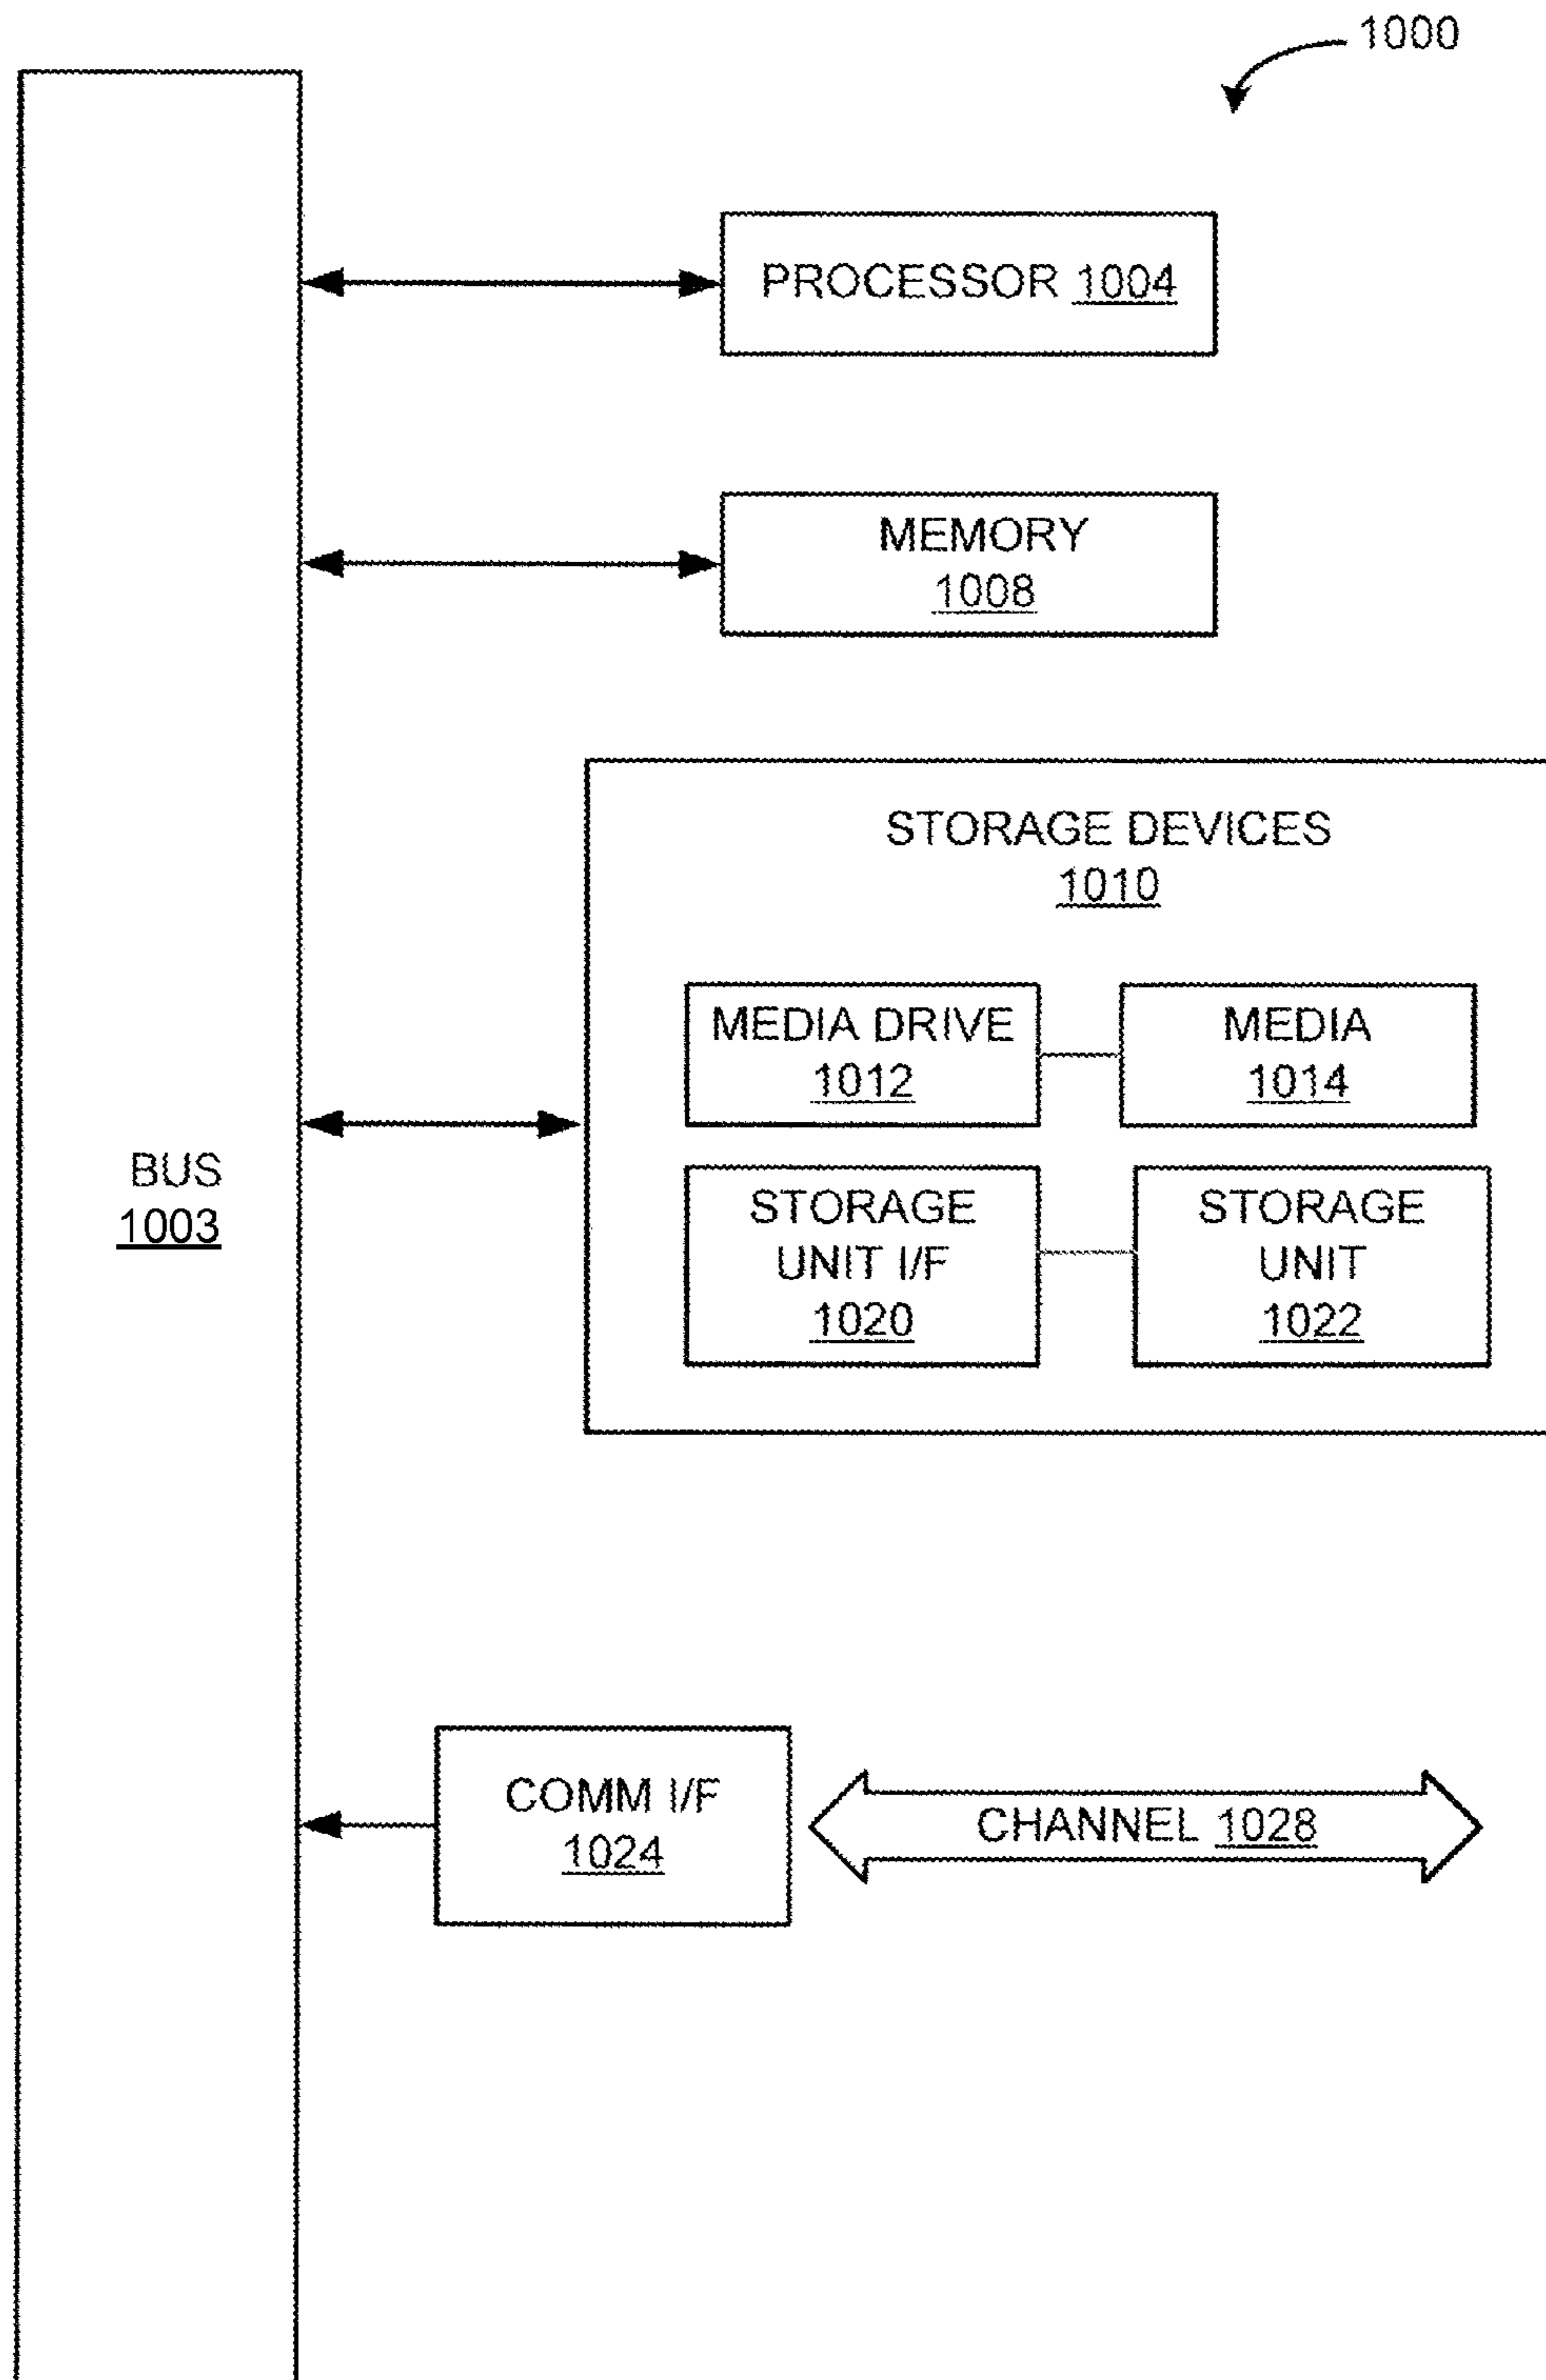 1000
PROCESSOR 1004
MEMORY
1008
STORAGE DEVICES
1010
MEDIA DRIVE
1012
MEDIA
1014
BUS
1003
STORAGE
UNIT I/F
1020
STORAGE
UNIT
1022
COMM I/F
1024
CHANNEL 1028